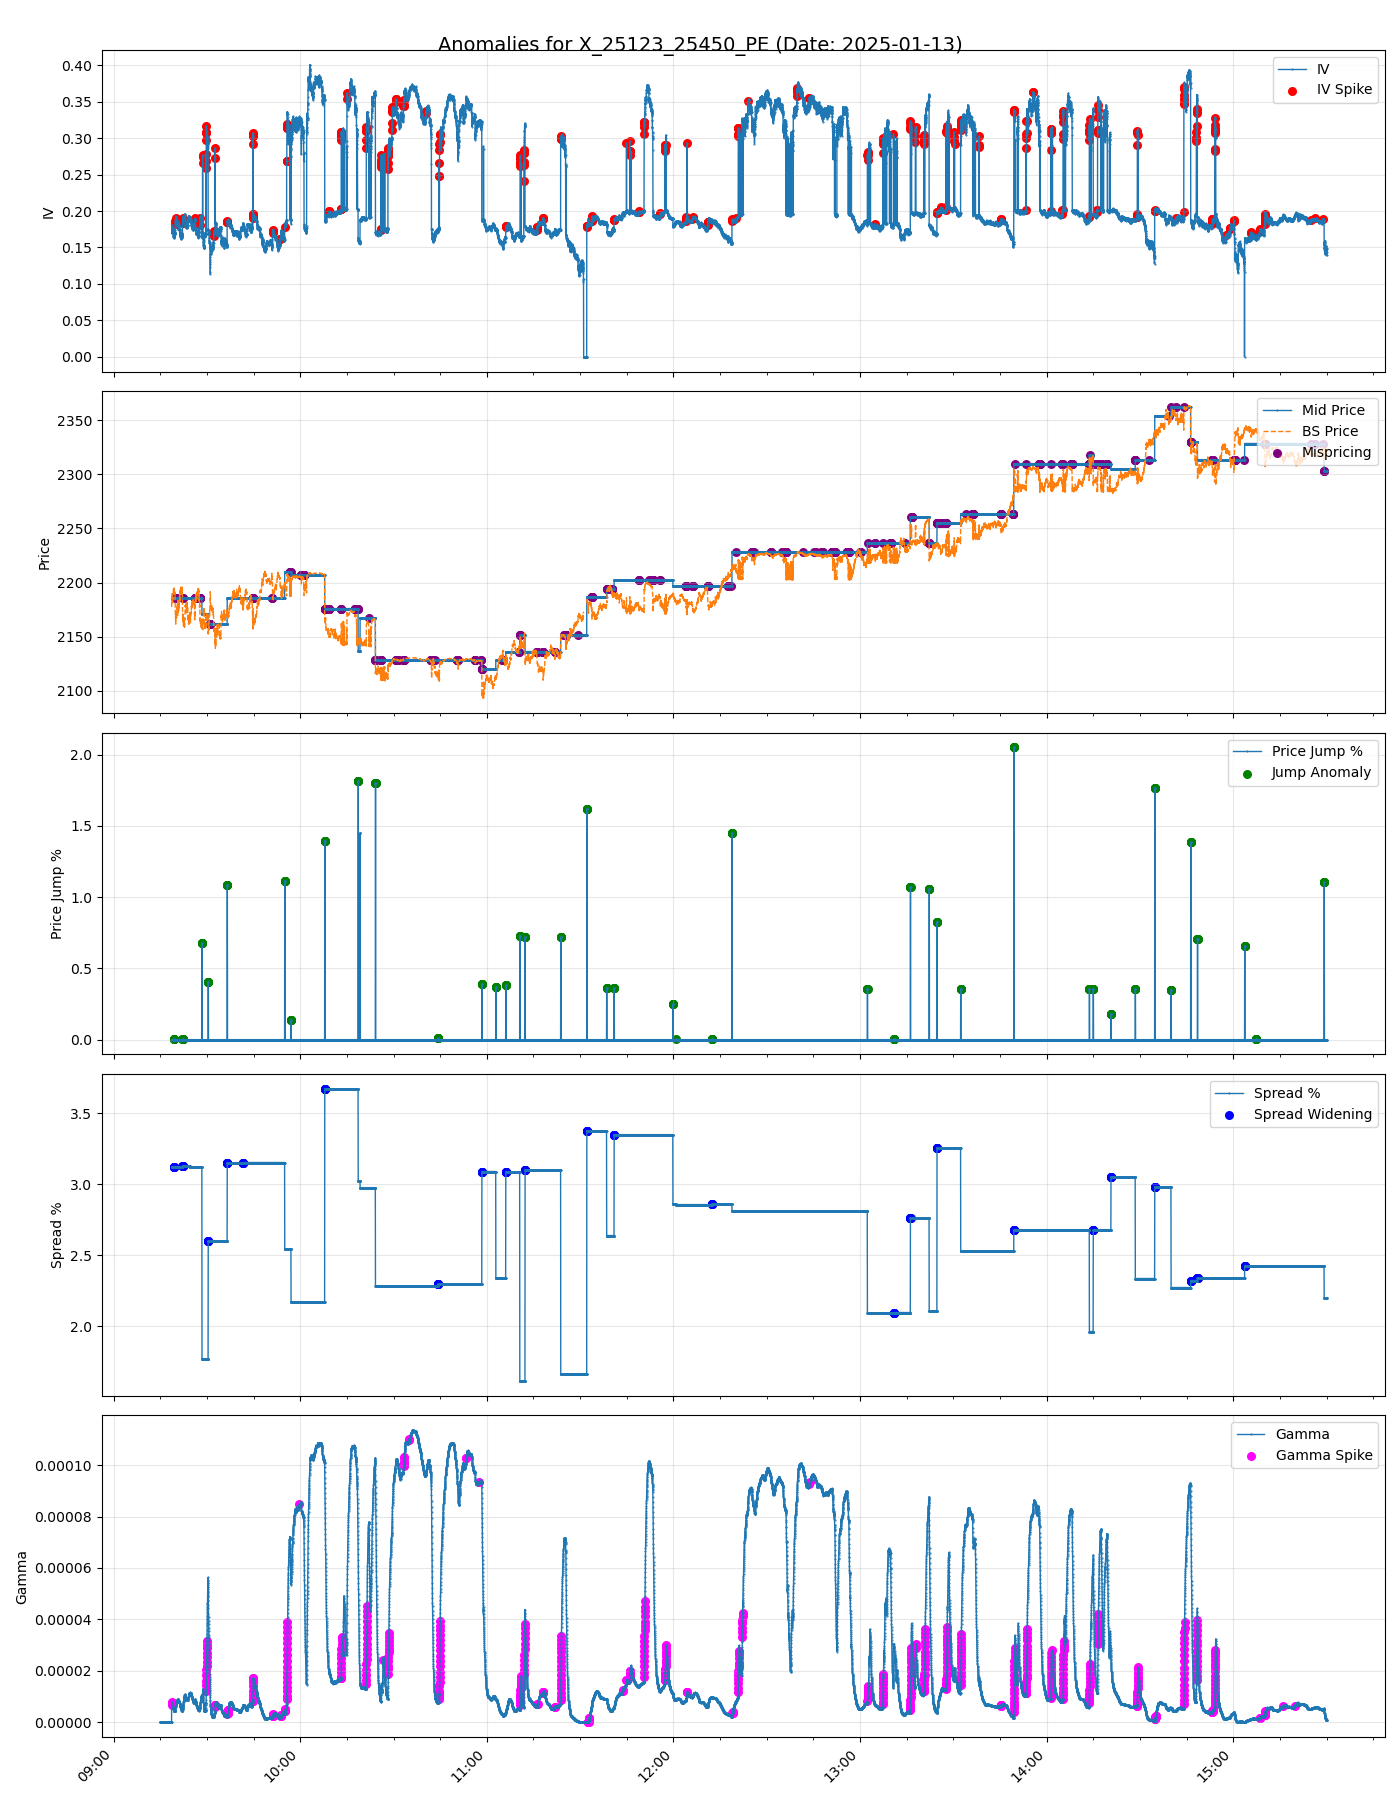 Anomalies for X_25123_25450_PE (Date: 2025-01-13)
0.40
0.35
0.30
0.25
0.20
0.15
0.10
0.05
0.00
IV
IV
IV Spike
2350
2300
2250
2200
2150
2100
Price
Mid Price
BS Price
Mispricing
2.0
1.5
1.0
0.5
0.0
Price Jump %
Price Jump %
Jump Anomaly
3.5
3.0
2.5
2.0
Spread %
Spread %
Spread Widening
0.00010
0.00008
0.00006
0.00004
0.00002
0.00000
Gamma
Gamma
Gamma Spike
09:00
10:00
11:00
12:00
13:00
14:00
15:00